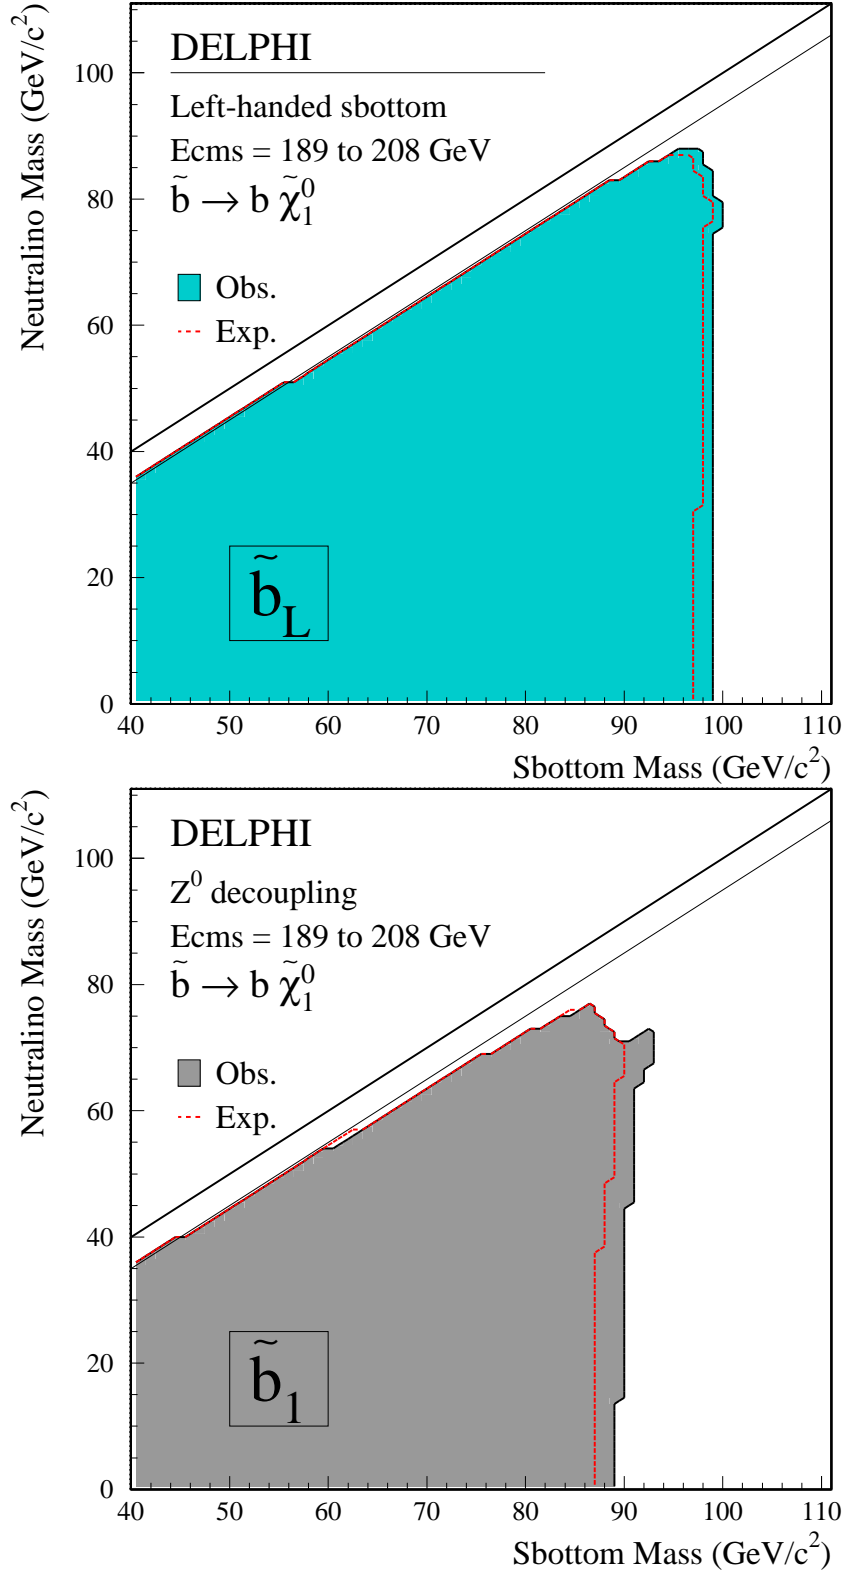 DELPHI
Left-handed sbottom
Ecms = 189 to 208 GeV
b̃ → b χ̃₁⁰
Obs.
Exp.
b̃_L
Neutralino Mass (GeV/c²)
100
80
60
40
20
0
40 50 60 70 80 90 100 110
Sbottom Mass (GeV/c²)
DELPHI
Z⁰ decoupling
Ecms = 189 to 208 GeV
b̃ → b χ̃₁⁰
Obs.
Exp.
b̃₁
Neutralino Mass (GeV/c²)
100
80
60
40
20
0
40 50 60 70 80 90 100 110
Sbottom Mass (GeV/c²)